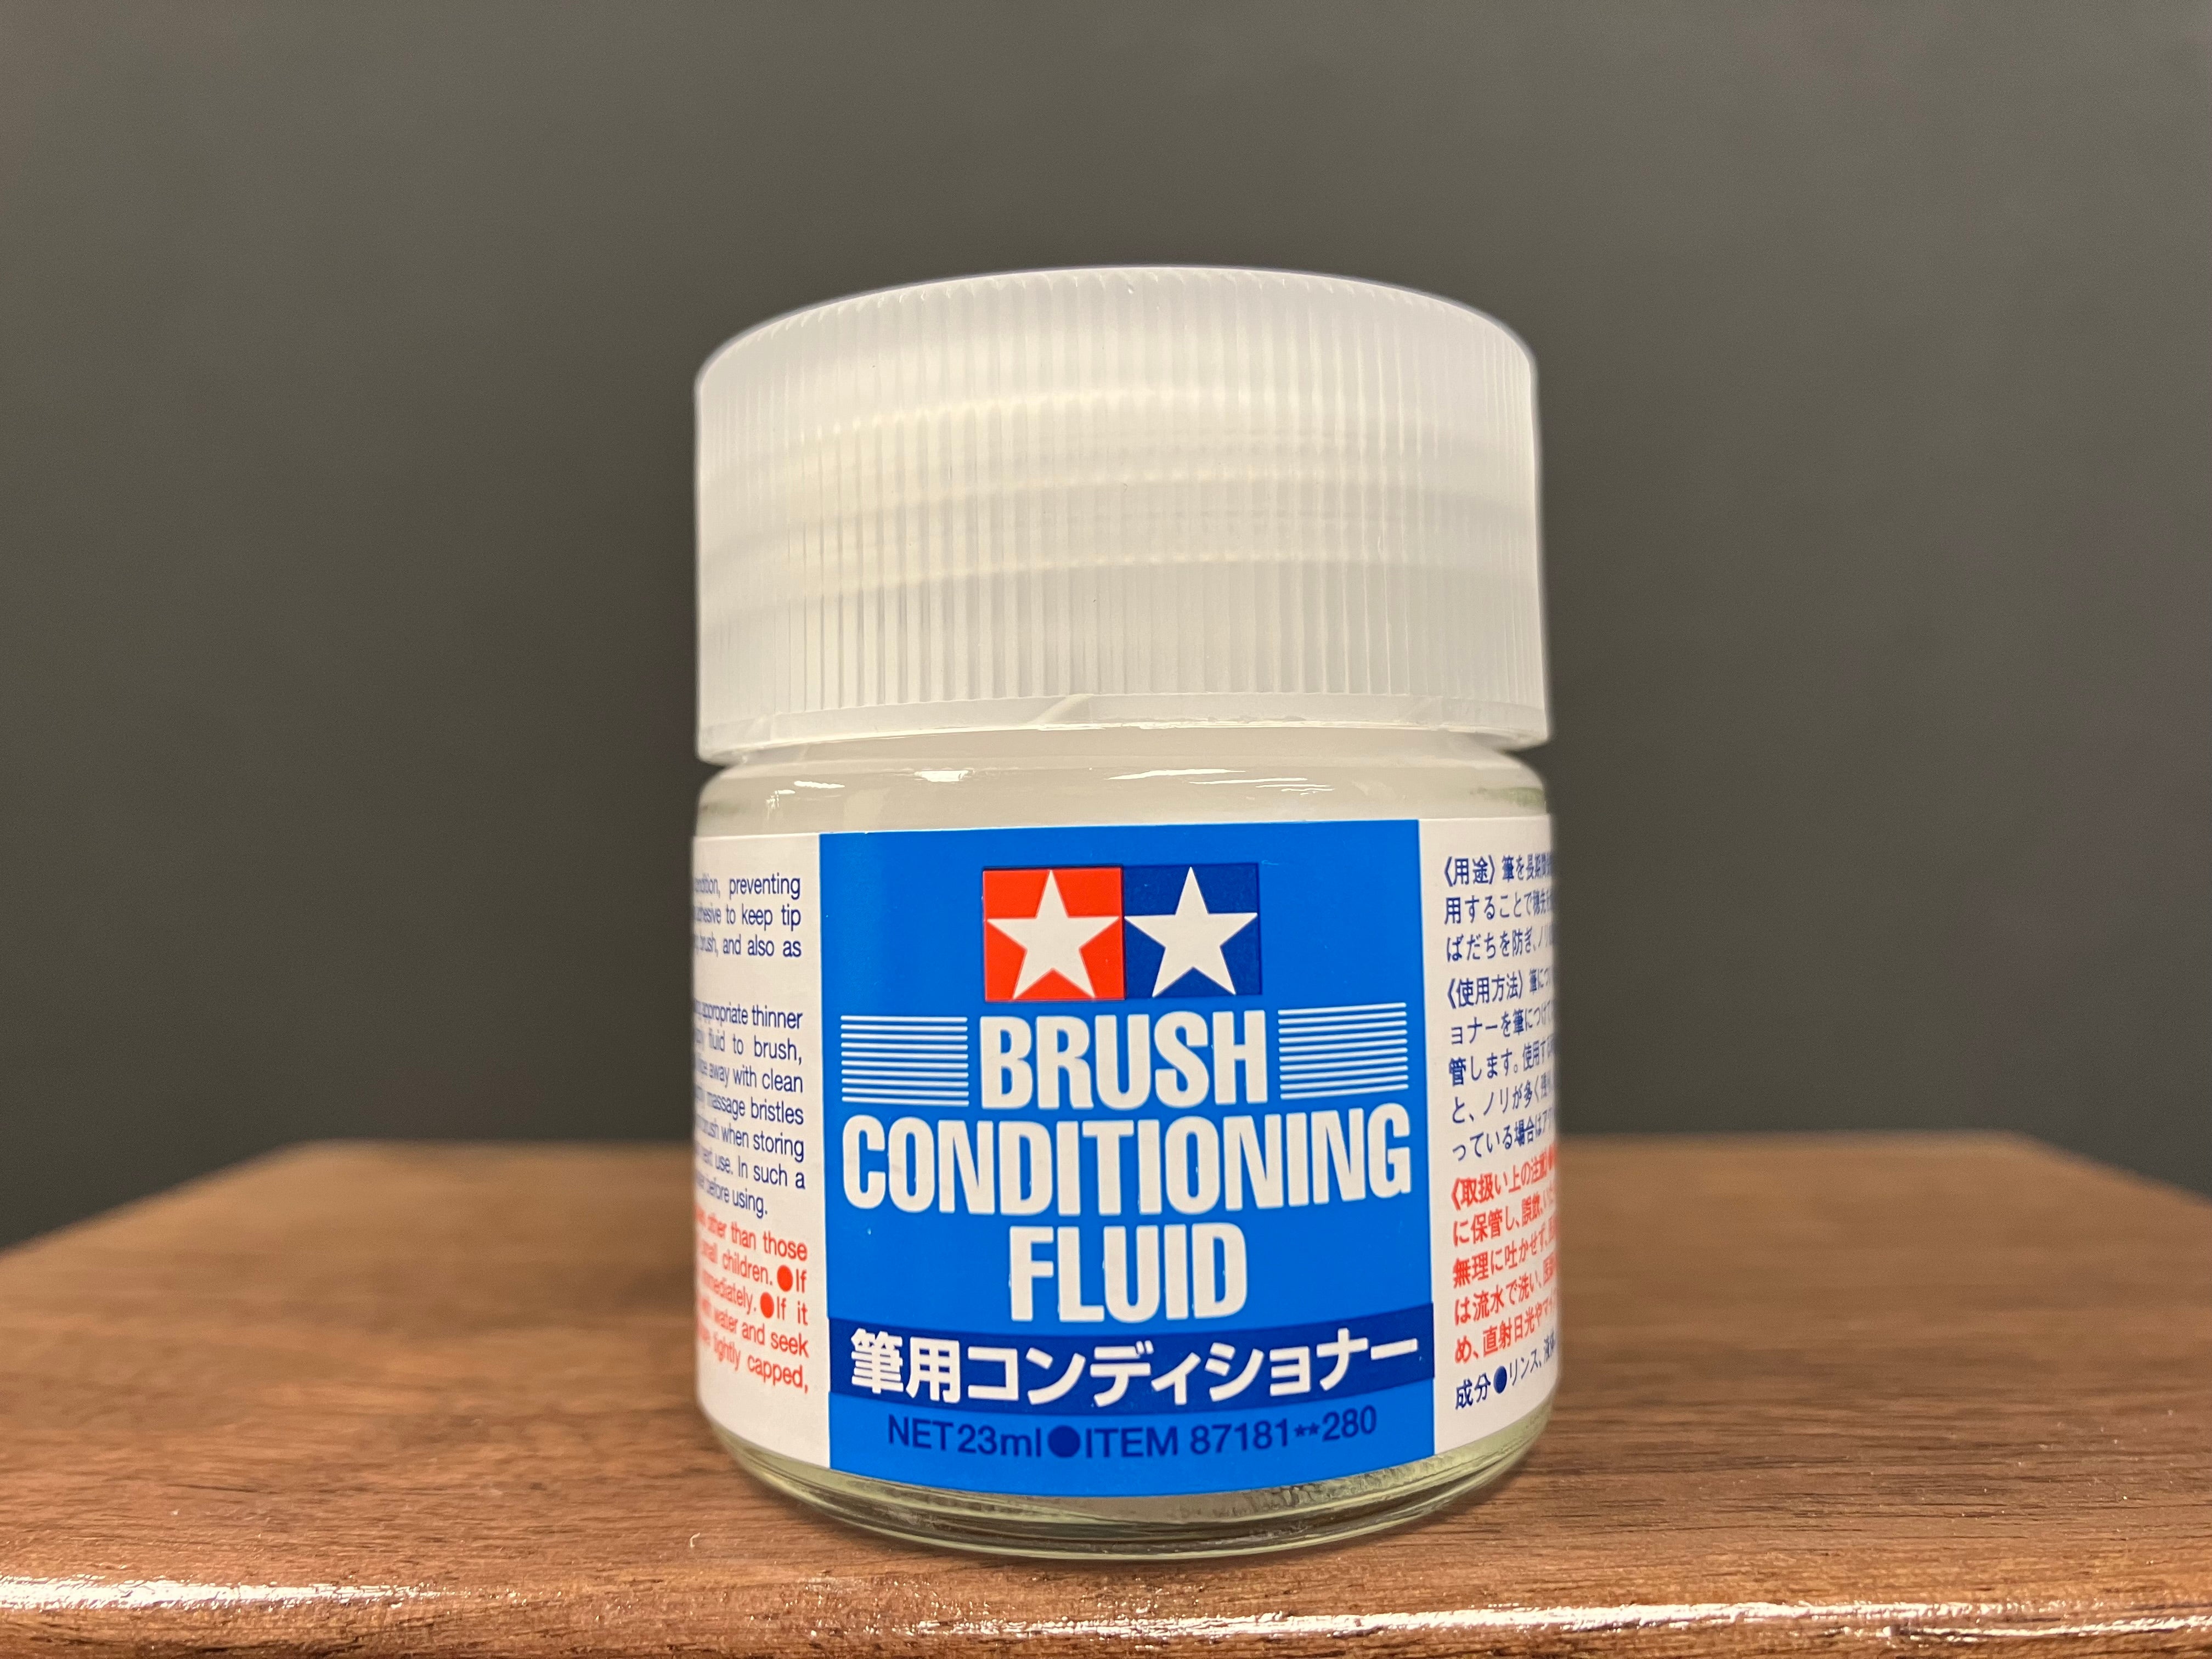 preventing
to keep tip
brush, and also as
appropriate thinner
fluid to brush,
away with clean
massage bristles
brush when storing
next use. In such a
before using.
other than those
small children. ●If
immediately. ●If it
with water and seek
tightly capped,
BRUSH
CONDITIONING
FLUID
筆用コンディショナー
NET 23ml●ITEM 87181**280
《用途》筆を長期間
用することで穂先
ばだちを防ぎ、ノリ
《使用方法》筆に
ョナーを筆につけ
管します。使用す
と、ノリが多く
っている場合は
《取扱い上の注意》
に保管し、誤飲、
無理に吐かせず、
は流水で洗い、
め、直射日光や
成分●リンス、